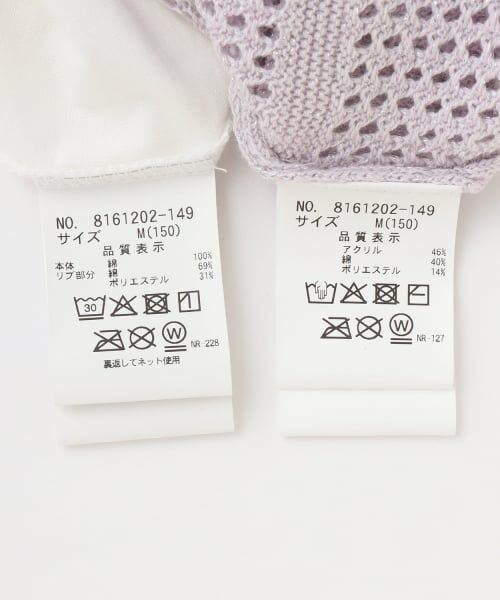 NO. 8161202-149
サイズ M(150)
品質表示
本体 綿 100%
リブ部分 綿 69%
ポリエステル 31%
30
W
NR-228
裏返してネット使用
NO. 8161202-149
サイズ M(150)
品質表示
アクリル 46%
綿 40%
ポリエステル 14%
W
NR-127